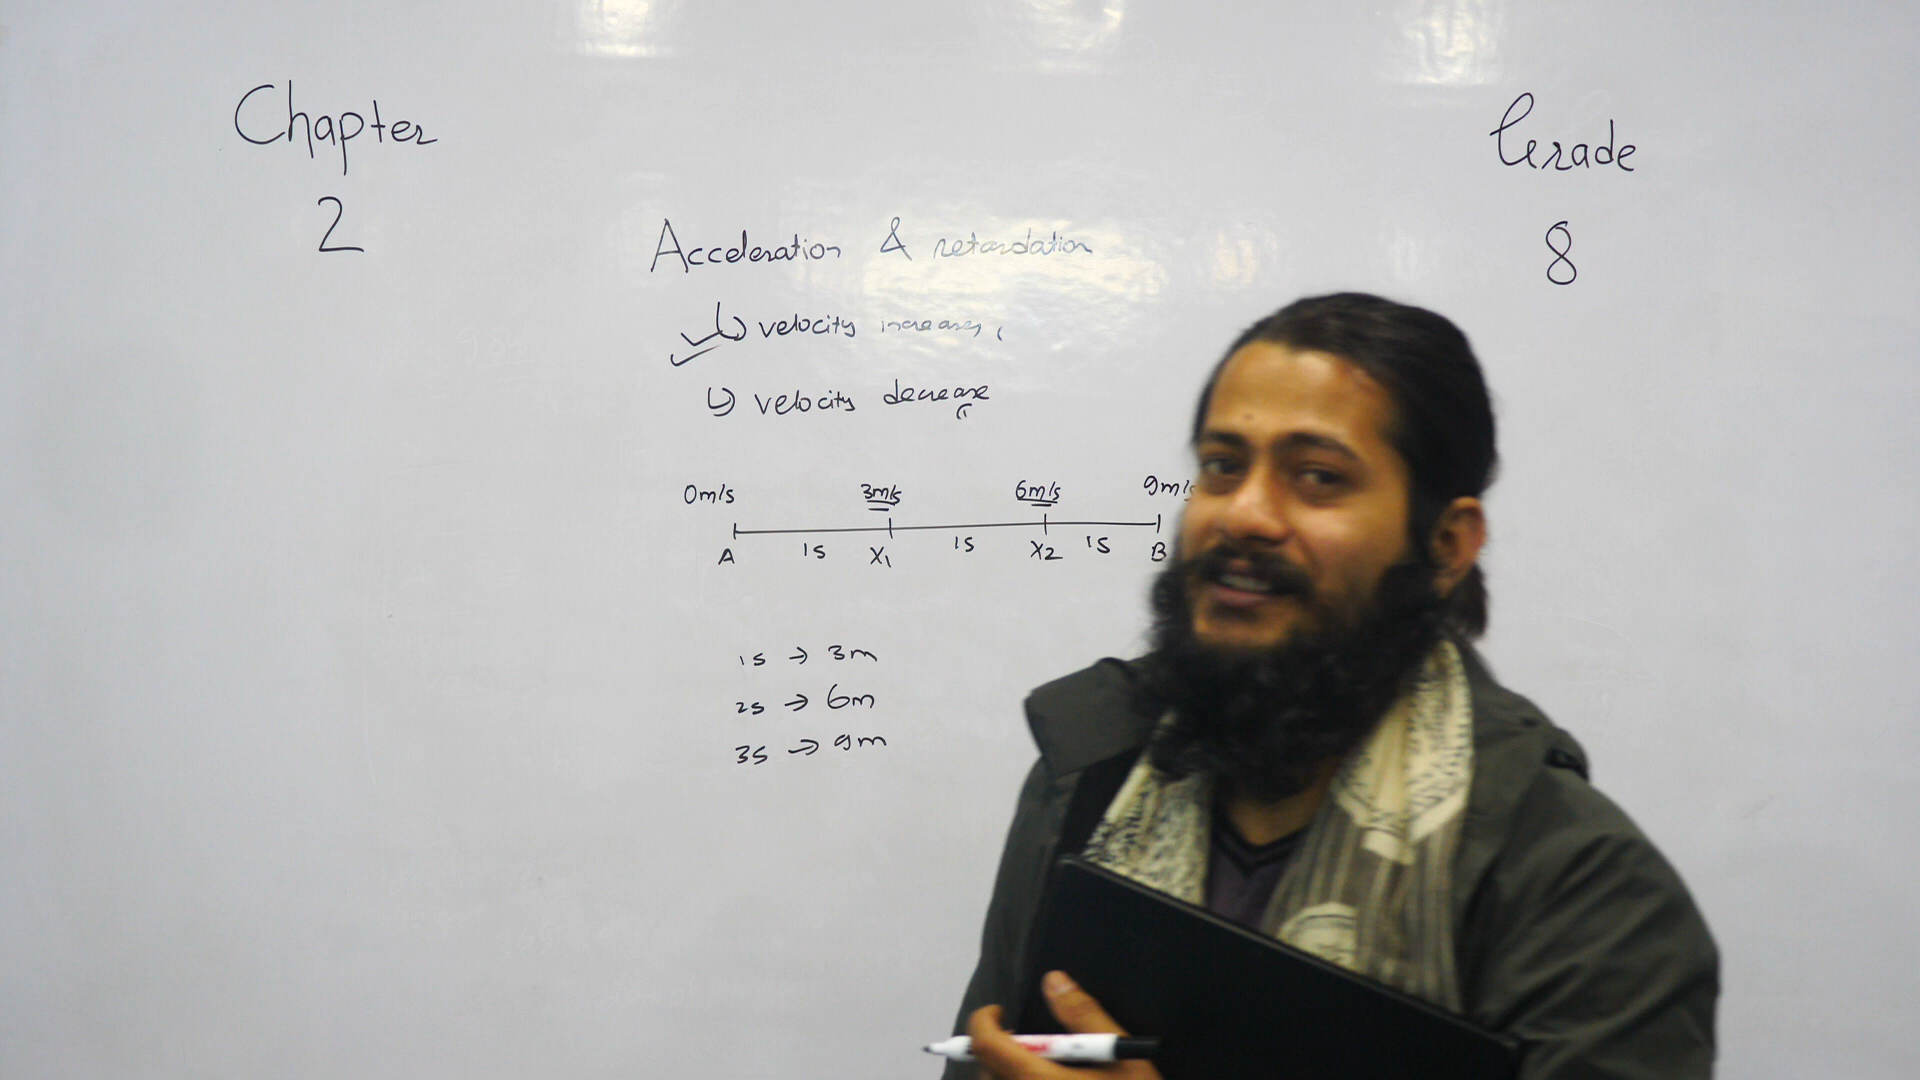 Chapter
2
Grade
8
Acceleration & retardation
↳ velocity increases,
↳ velocity decrease
0m/s 3m/s 6m/s 9m/s
A 1s X1 1s X2 1s B
1s → 3m
2s → 6m
3s → 9m